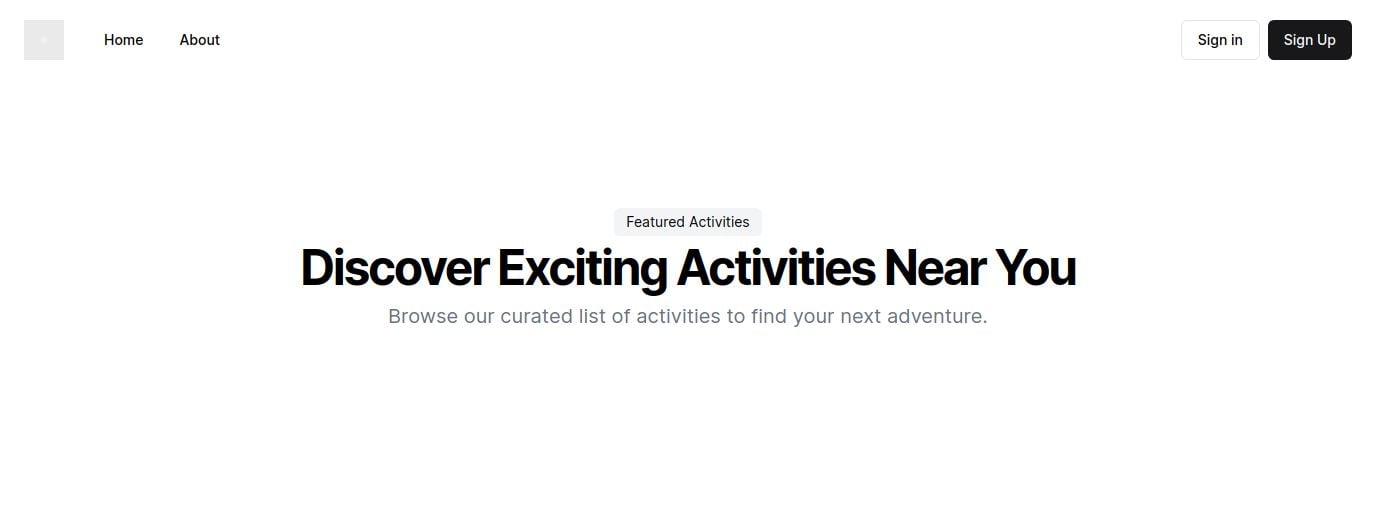 Home About Sign in Sign Up
Featured Activities
Discover Exciting Activities Near You
Browse our curated list of activities to find your next adventure.